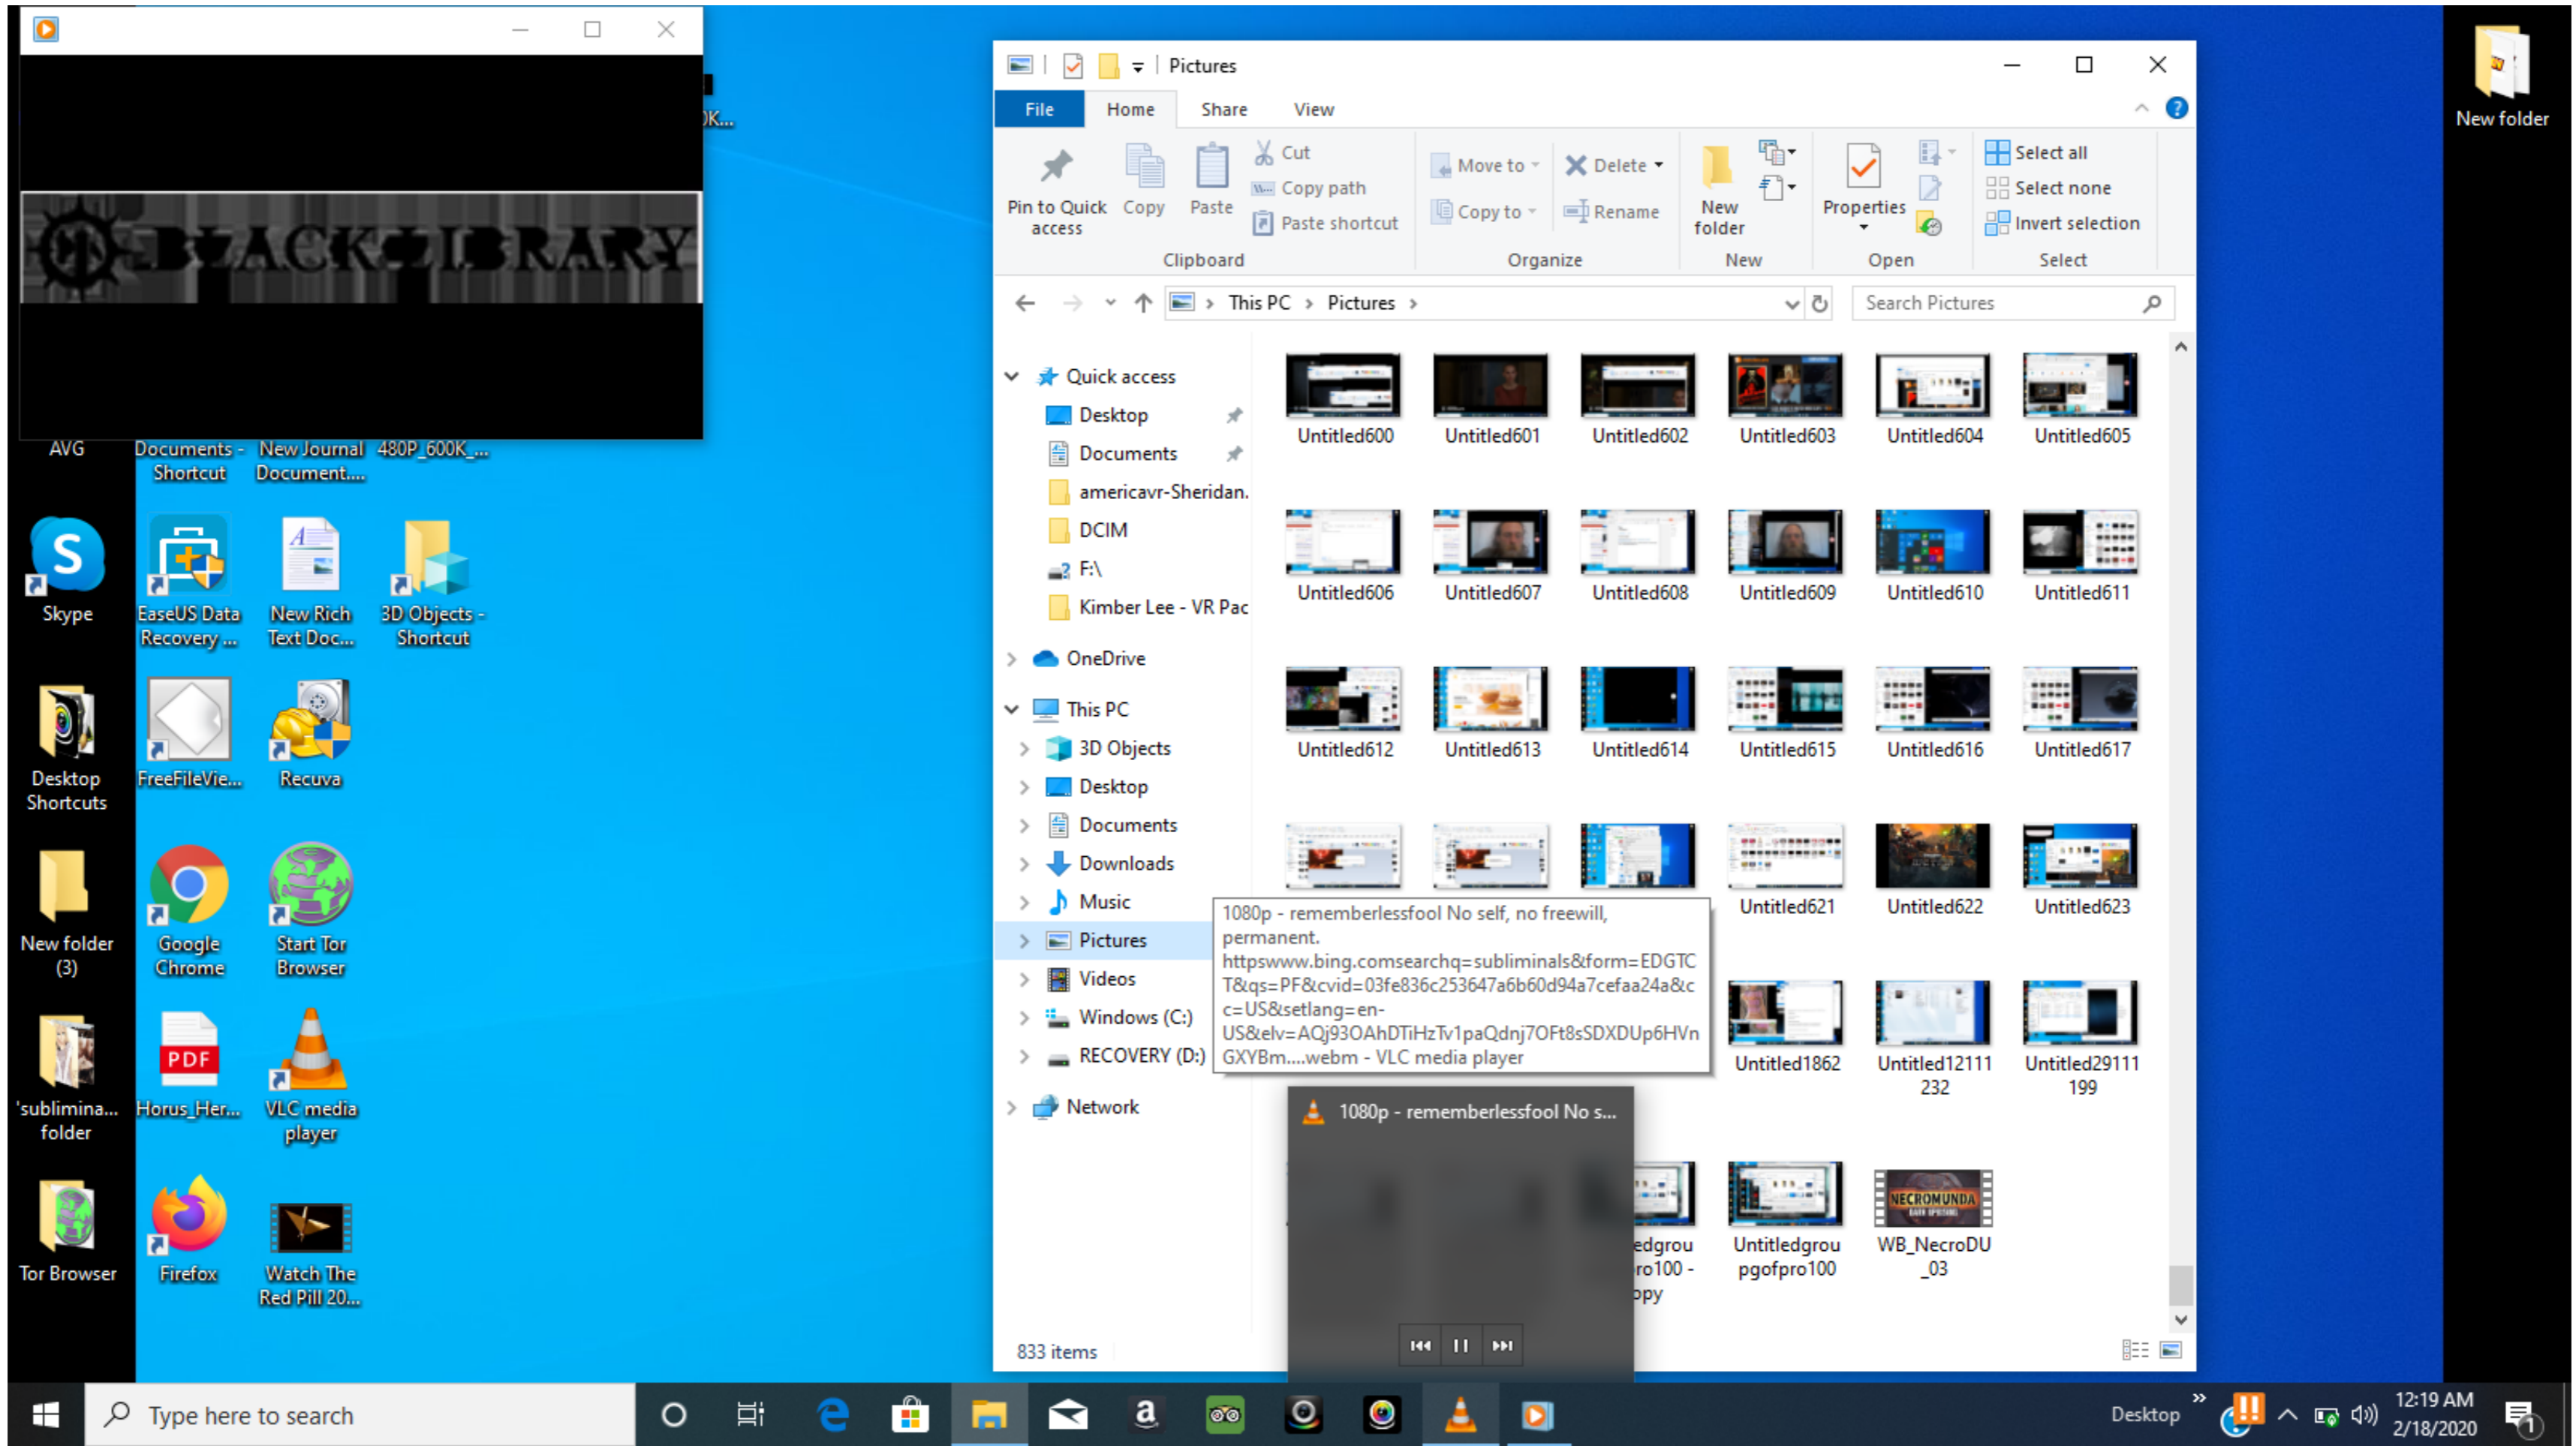 BLACK LIBRARY
0K...
AVG
Documents -
Shortcut
New Journal
Document....
480P_600K_...
Skype
EaseUS Data
Recovery ...
New Rich
Text Doc...
3D Objects -
Shortcut
Desktop
Shortcuts
FreeFileVie...
Recuva
New folder
(3)
Google
Chrome
Start Tor
Browser
'sublimina...
folder
PDF
Horus_Her...
VLC media
player
Tor Browser
Firefox
Watch The
Red Pill 20...
Pictures
File Home Share View
Pin to Quick
access
Copy
Paste
Cut
Copy path
Paste shortcut
Clipboard
Move to
Copy to
Delete
Rename
Organize
New
folder
New
Properties
Open
Select all
Select none
Invert selection
Select
This PC > Pictures >
Search Pictures
Quick access
Desktop
Documents
americavr-Sheridan.
DCIM
F:\
Kimber Lee - VR Pac
OneDrive
This PC
3D Objects
Desktop
Documents
Downloads
Music
Pictures
Videos
Windows (C:)
RECOVERY (D:)
Network
Untitled600 Untitled601 Untitled602 Untitled603 Untitled604 Untitled605
Untitled606 Untitled607 Untitled608 Untitled609 Untitled610 Untitled611
Untitled612 Untitled613 Untitled614 Untitled615 Untitled616 Untitled617
Untitled621 Untitled622 Untitled623
1080p - rememberlessfool No self, no freewill,
permanent.
httpswww.bing.comsearchq=subliminals&form=EDGTC
T&qs=PF&cvid=03fe836c253647a6b60d94a7cefaa24a&c
c=US&setlang=en-
US&elv=AQj93OAhDTiHzTv1paQdnj7OFt8sSDXDUp6HVn
GXYBm....webm - VLC media player
Untitled1862
Untitled12111
232
Untitled29111
199
1080p - rememberlessfool No s...
edgrou
ro100 -
opy
Untitledgrou
pgofpro100
NECROMUNDA
DARK UPRISING
WB_NecroDU
_03
833 items
New folder
Type here to search
Desktop
12:19 AM
2/18/2020
1